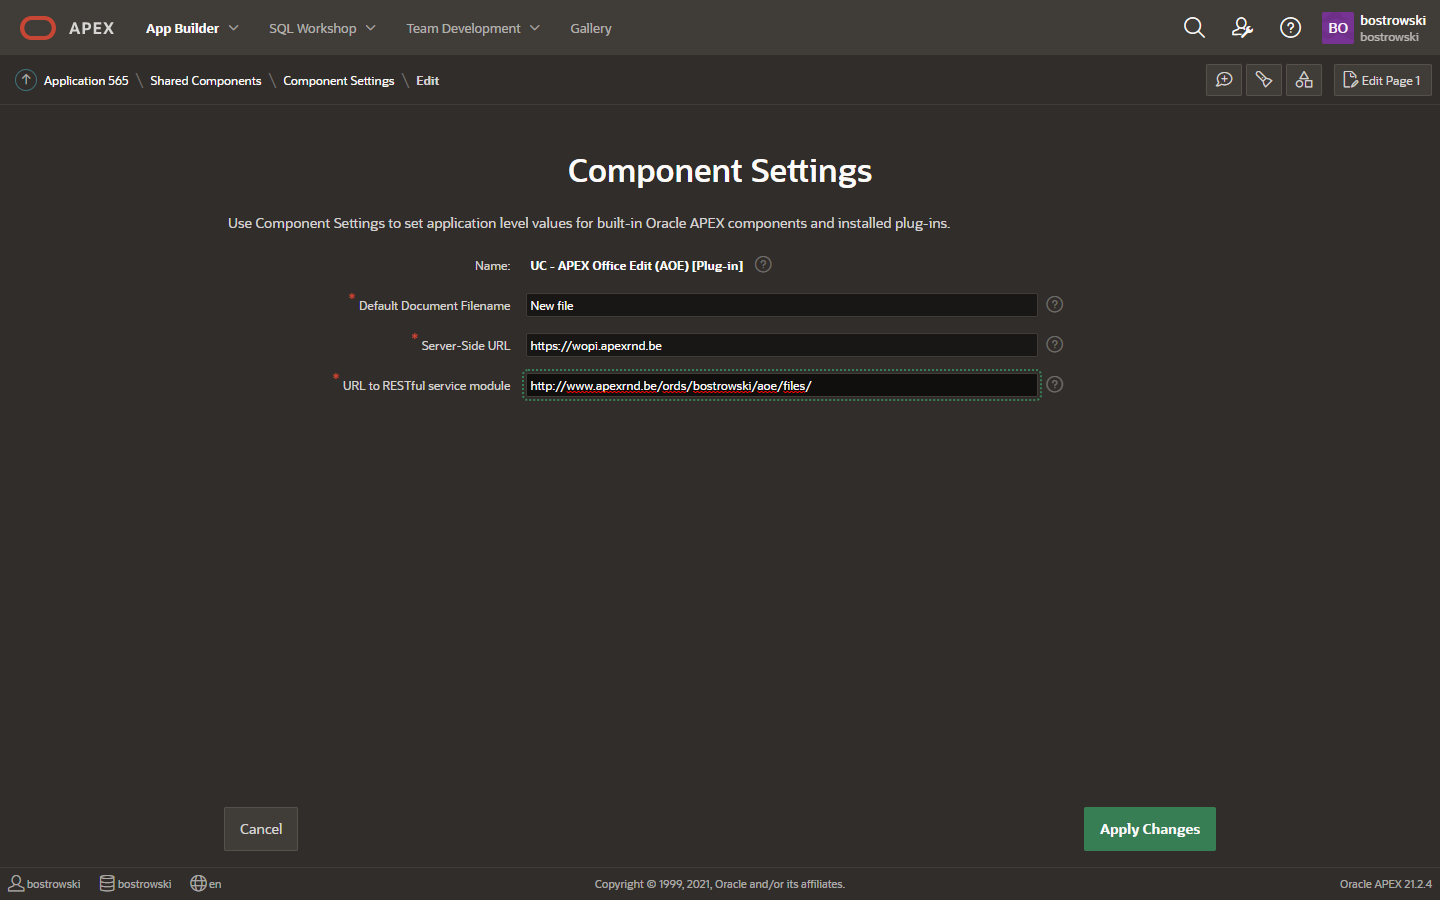 APEX App Builder SQL Workshop Team Development Gallery BO bostrowski
bostrowski
Application 565 \ Shared Components \ Component Settings \ Edit Edit Page 1
Component Settings
Use Component Settings to set application level values for built-in Oracle APEX components and installed plug-ins.
Name: UC - APEX Office Edit (AOE) [Plug-in] ?
* Default Document Filename New file ?
* Server-Side URL https://wopi.apexrnd.be ?
* URL to RESTful service module http://www.apexrnd.be/ords/bostrowski/aoe/files/ ?
Cancel Apply Changes
bostrowski bostrowski en Copyright © 1999, 2021, Oracle and/or its affiliates. Oracle APEX 21.2.4